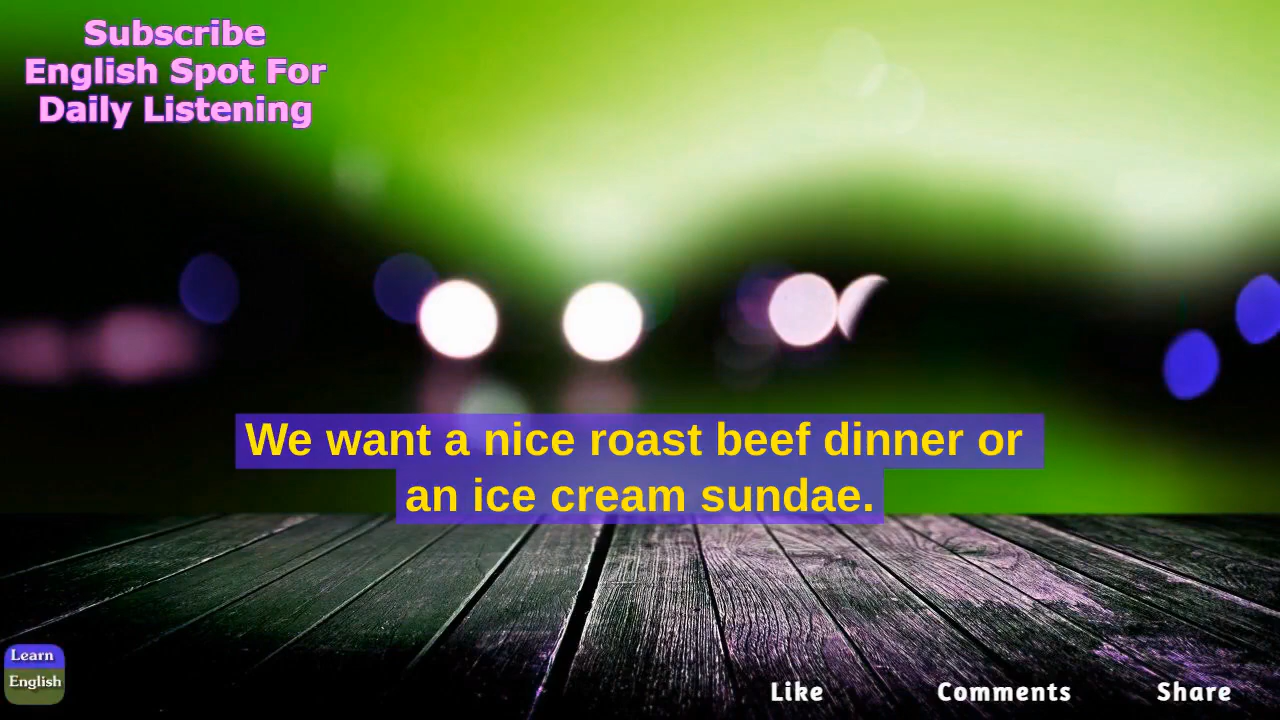 Subscribe
English Spot For
Daily Listening
We want a nice roast beef dinner or
an ice cream sundae.
Learn
English
Like
Comments
Share